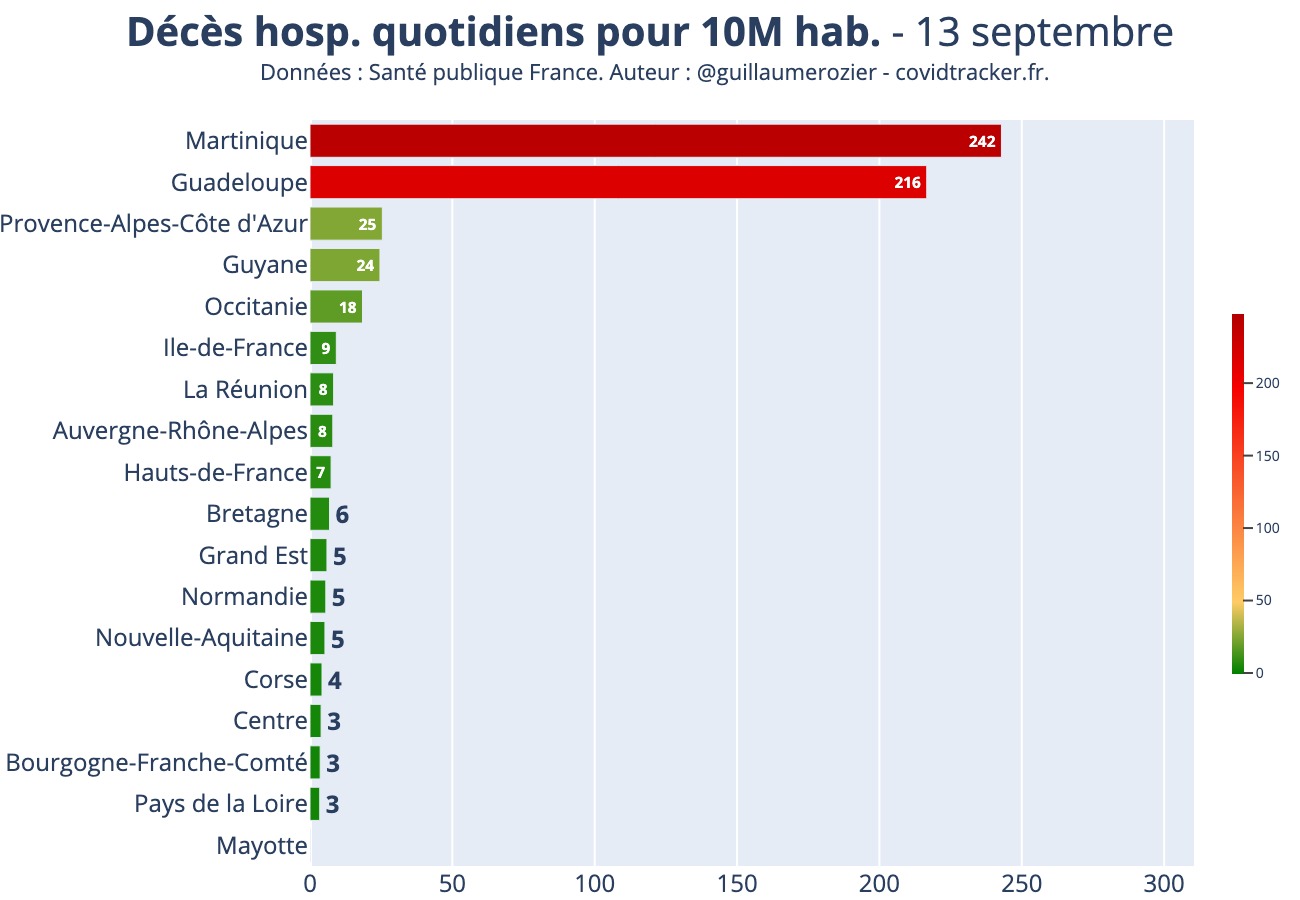 Décès hosp. quotidiens pour 10M hab. - 13 septembre
Données : Santé publique France. Auteur : @guillaumerozier - covidtracker.fr.
Martinique 242
Guadeloupe 216
Provence-Alpes-Côte d'Azur 25
Guyane 24
Occitanie 18
Ile-de-France 9
La Réunion 8
Auvergne-Rhône-Alpes 8
Hauts-de-France 7
Bretagne 6
Grand Est 5
Normandie 5
Nouvelle-Aquitaine 5
Corse 4
Centre 3
Bourgogne-Franche-Comté 3
Pays de la Loire 3
Mayotte
0 50 100 150 200 250 300
200
150
100
50
0